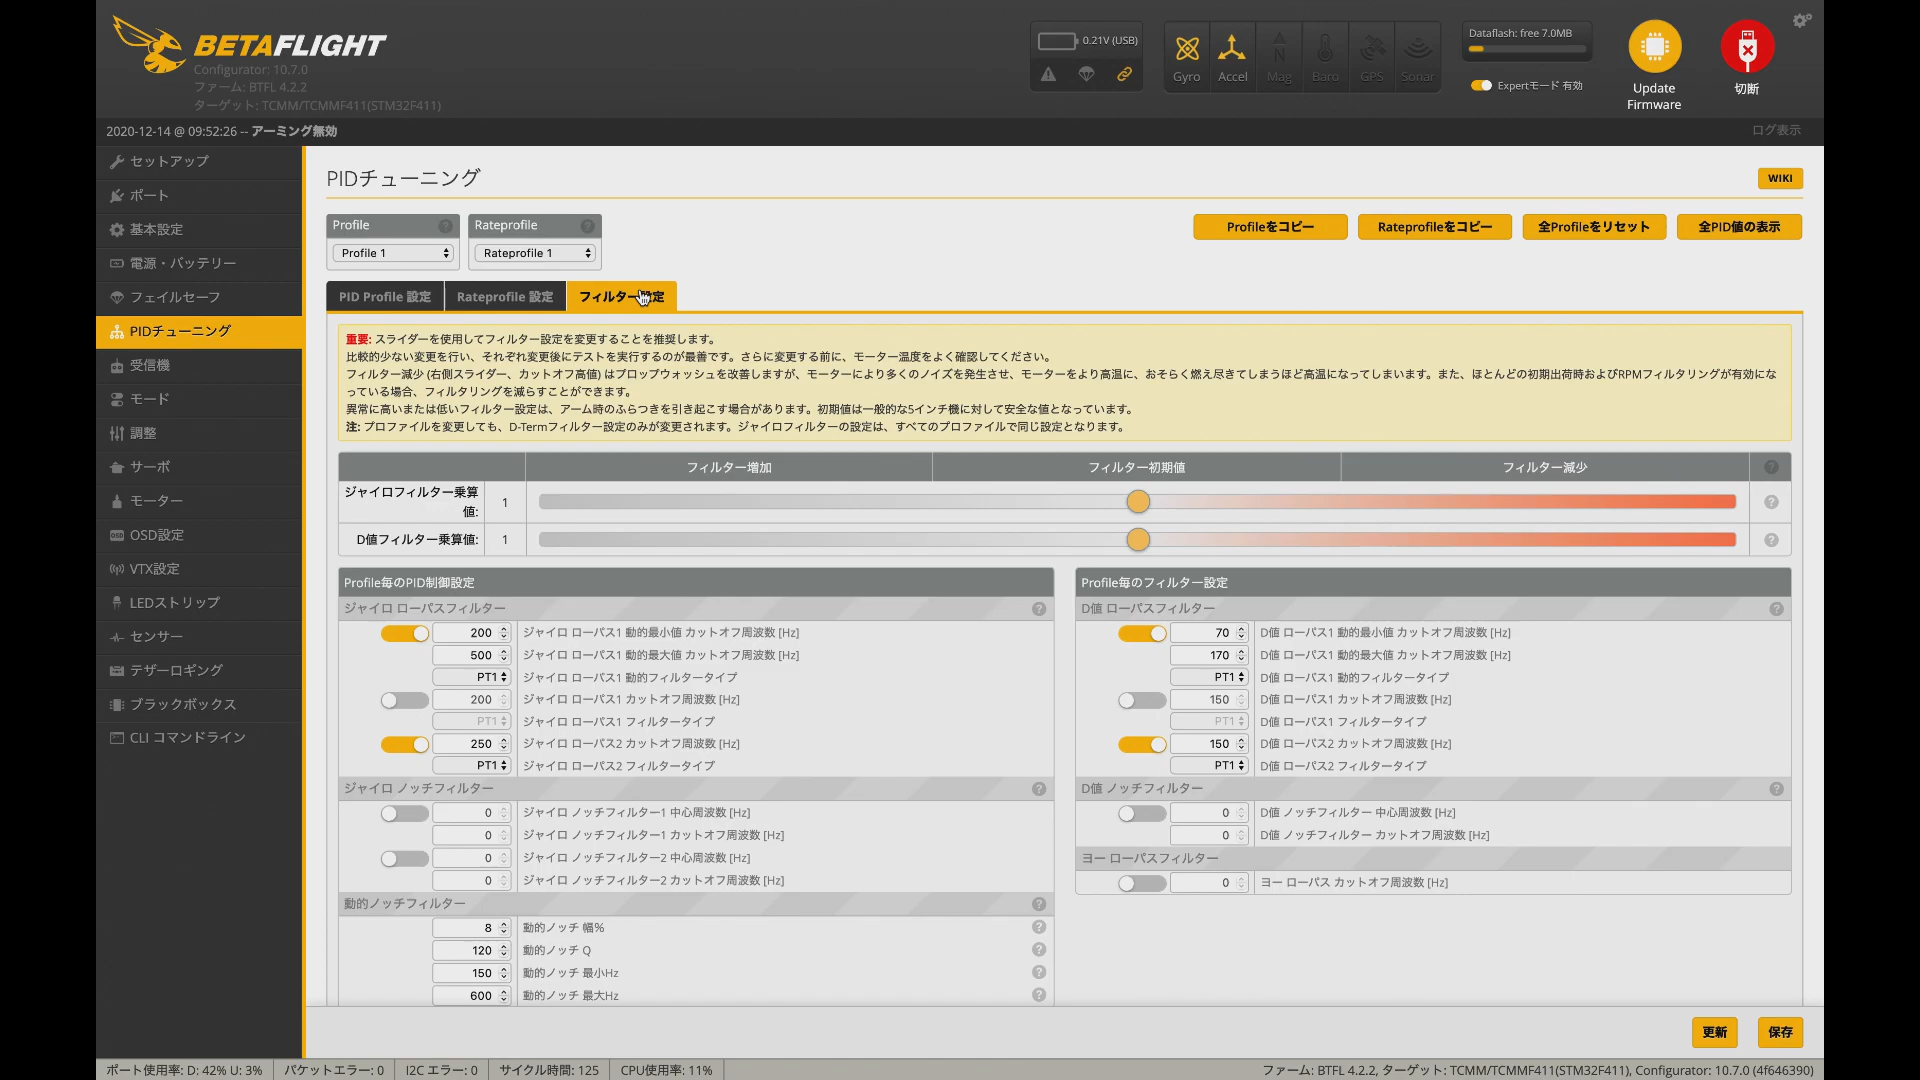 BETAFLIGHT
Configurator: 10.7.0
ファーム: BTFL 4.2.2
ターゲット: TCMM/TCMMF411(STM32F411)
0.21V (USB)
Gyro
Accel
Mag
Baro
GPS
Sonar
Dataflash: free 7.0MB
Expertモード 有効
Update
Firmware
切断
2020-12-14 @ 09:52:26 -- アーミング無効
ログ表示
セットアップ
ポート
基本設定
電源・バッテリー
フェイルセーフ
PIDチューニング
受信機
モード
調整
サーボ
モーター
OSD設定
VTX設定
LEDストリップ
センサー
テザーロギング
ブラックボックス
CLI コマンドライン
PIDチューニング
WIKI
Profile
Profile 1
Rateprofile
Rateprofile 1
Profileをコピー
Rateprofileをコピー
全Profileをリセット
全PID値の表示
PID Profile 設定
Rateprofile 設定
フィルター設定
重要: スライダーを使用してフィルター設定を変更することを推奨します。
比較的少ない変更を行い、それぞれ変更後にテストを実行するのが最善です。さらに変更する前に、モーター温度をよく確認してください。
フィルター減少 (右側スライダー、カットオフ高値) はプロップウォッシュを改善しますが、モーターにより多くのノイズを発生させ、モーターをより高温に、おそらく燃え尽きてしまうほど高温になってしまいます。また、ほとんどの初期出荷時およびRPMフィルタリングが有効にな
っている場合、フィルタリングを減らすことができます。
異常に高いまたは低いフィルター設定は、アーム時のふらつきを引き起こす場合があります。初期値は一般的な5インチ機に対して安全な値となっています。
注: プロファイルを変更しても、D-Termフィルター設定のみが変更されます。ジャイロフィルターの設定は、すべてのプロファイルで同じ設定となります。
フィルター増加
フィルター初期値
フィルター減少
ジャイロフィルター乗算
値:
1
D値フィルター乗算値:
1
Profile毎のPID制御設定
ジャイロ ローパスフィルター
200 ジャイロ ローパス1 動的最小値 カットオフ周波数 [Hz]
500 ジャイロ ローパス1 動的最大値 カットオフ周波数 [Hz]
PT1 ジャイロ ローパス1 動的フィルタータイプ
200 ジャイロ ローパス1 カットオフ周波数 [Hz]
PT1 ジャイロ ローパス1 フィルタータイプ
250 ジャイロ ローパス2 カットオフ周波数 [Hz]
PT1 ジャイロ ローパス2 フィルタータイプ
ジャイロ ノッチフィルター
0 ジャイロ ノッチフィルター1 中心周波数 [Hz]
0 ジャイロ ノッチフィルター1 カットオフ周波数 [Hz]
0 ジャイロ ノッチフィルター2 中心周波数 [Hz]
0 ジャイロ ノッチフィルター2 カットオフ周波数 [Hz]
動的ノッチフィルター
8 動的ノッチ 幅%
120 動的ノッチ Q
150 動的ノッチ 最小Hz
600 動的ノッチ 最大Hz
Profile毎のフィルター設定
D値 ローパスフィルター
70 D値 ローパス1 動的最小値 カットオフ周波数 [Hz]
170 D値 ローパス1 動的最大値 カットオフ周波数 [Hz]
PT1 D値 ローパス1 動的フィルタータイプ
150 D値 ローパス1 カットオフ周波数 [Hz]
PT1 D値 ローパス1 フィルタータイプ
150 D値 ローパス2 カットオフ周波数 [Hz]
PT1 D値 ローパス2 フィルタータイプ
D値 ノッチフィルター
0 D値 ノッチフィルター 中心周波数 [Hz]
0 D値 ノッチフィルター カットオフ周波数 [Hz]
ヨー ローパスフィルター
0 ヨー ローパス カットオフ周波数 [Hz]
更新
保存
ポート使用率: D: 42% U: 3%
パケットエラー: 0
I2C エラー: 0
サイクル時間: 125
CPU使用率: 11%
ファーム: BTFL 4.2.2, ターゲット: TCMM/TCMMF411(STM32F411), Configurator: 10.7.0 (4f646390)